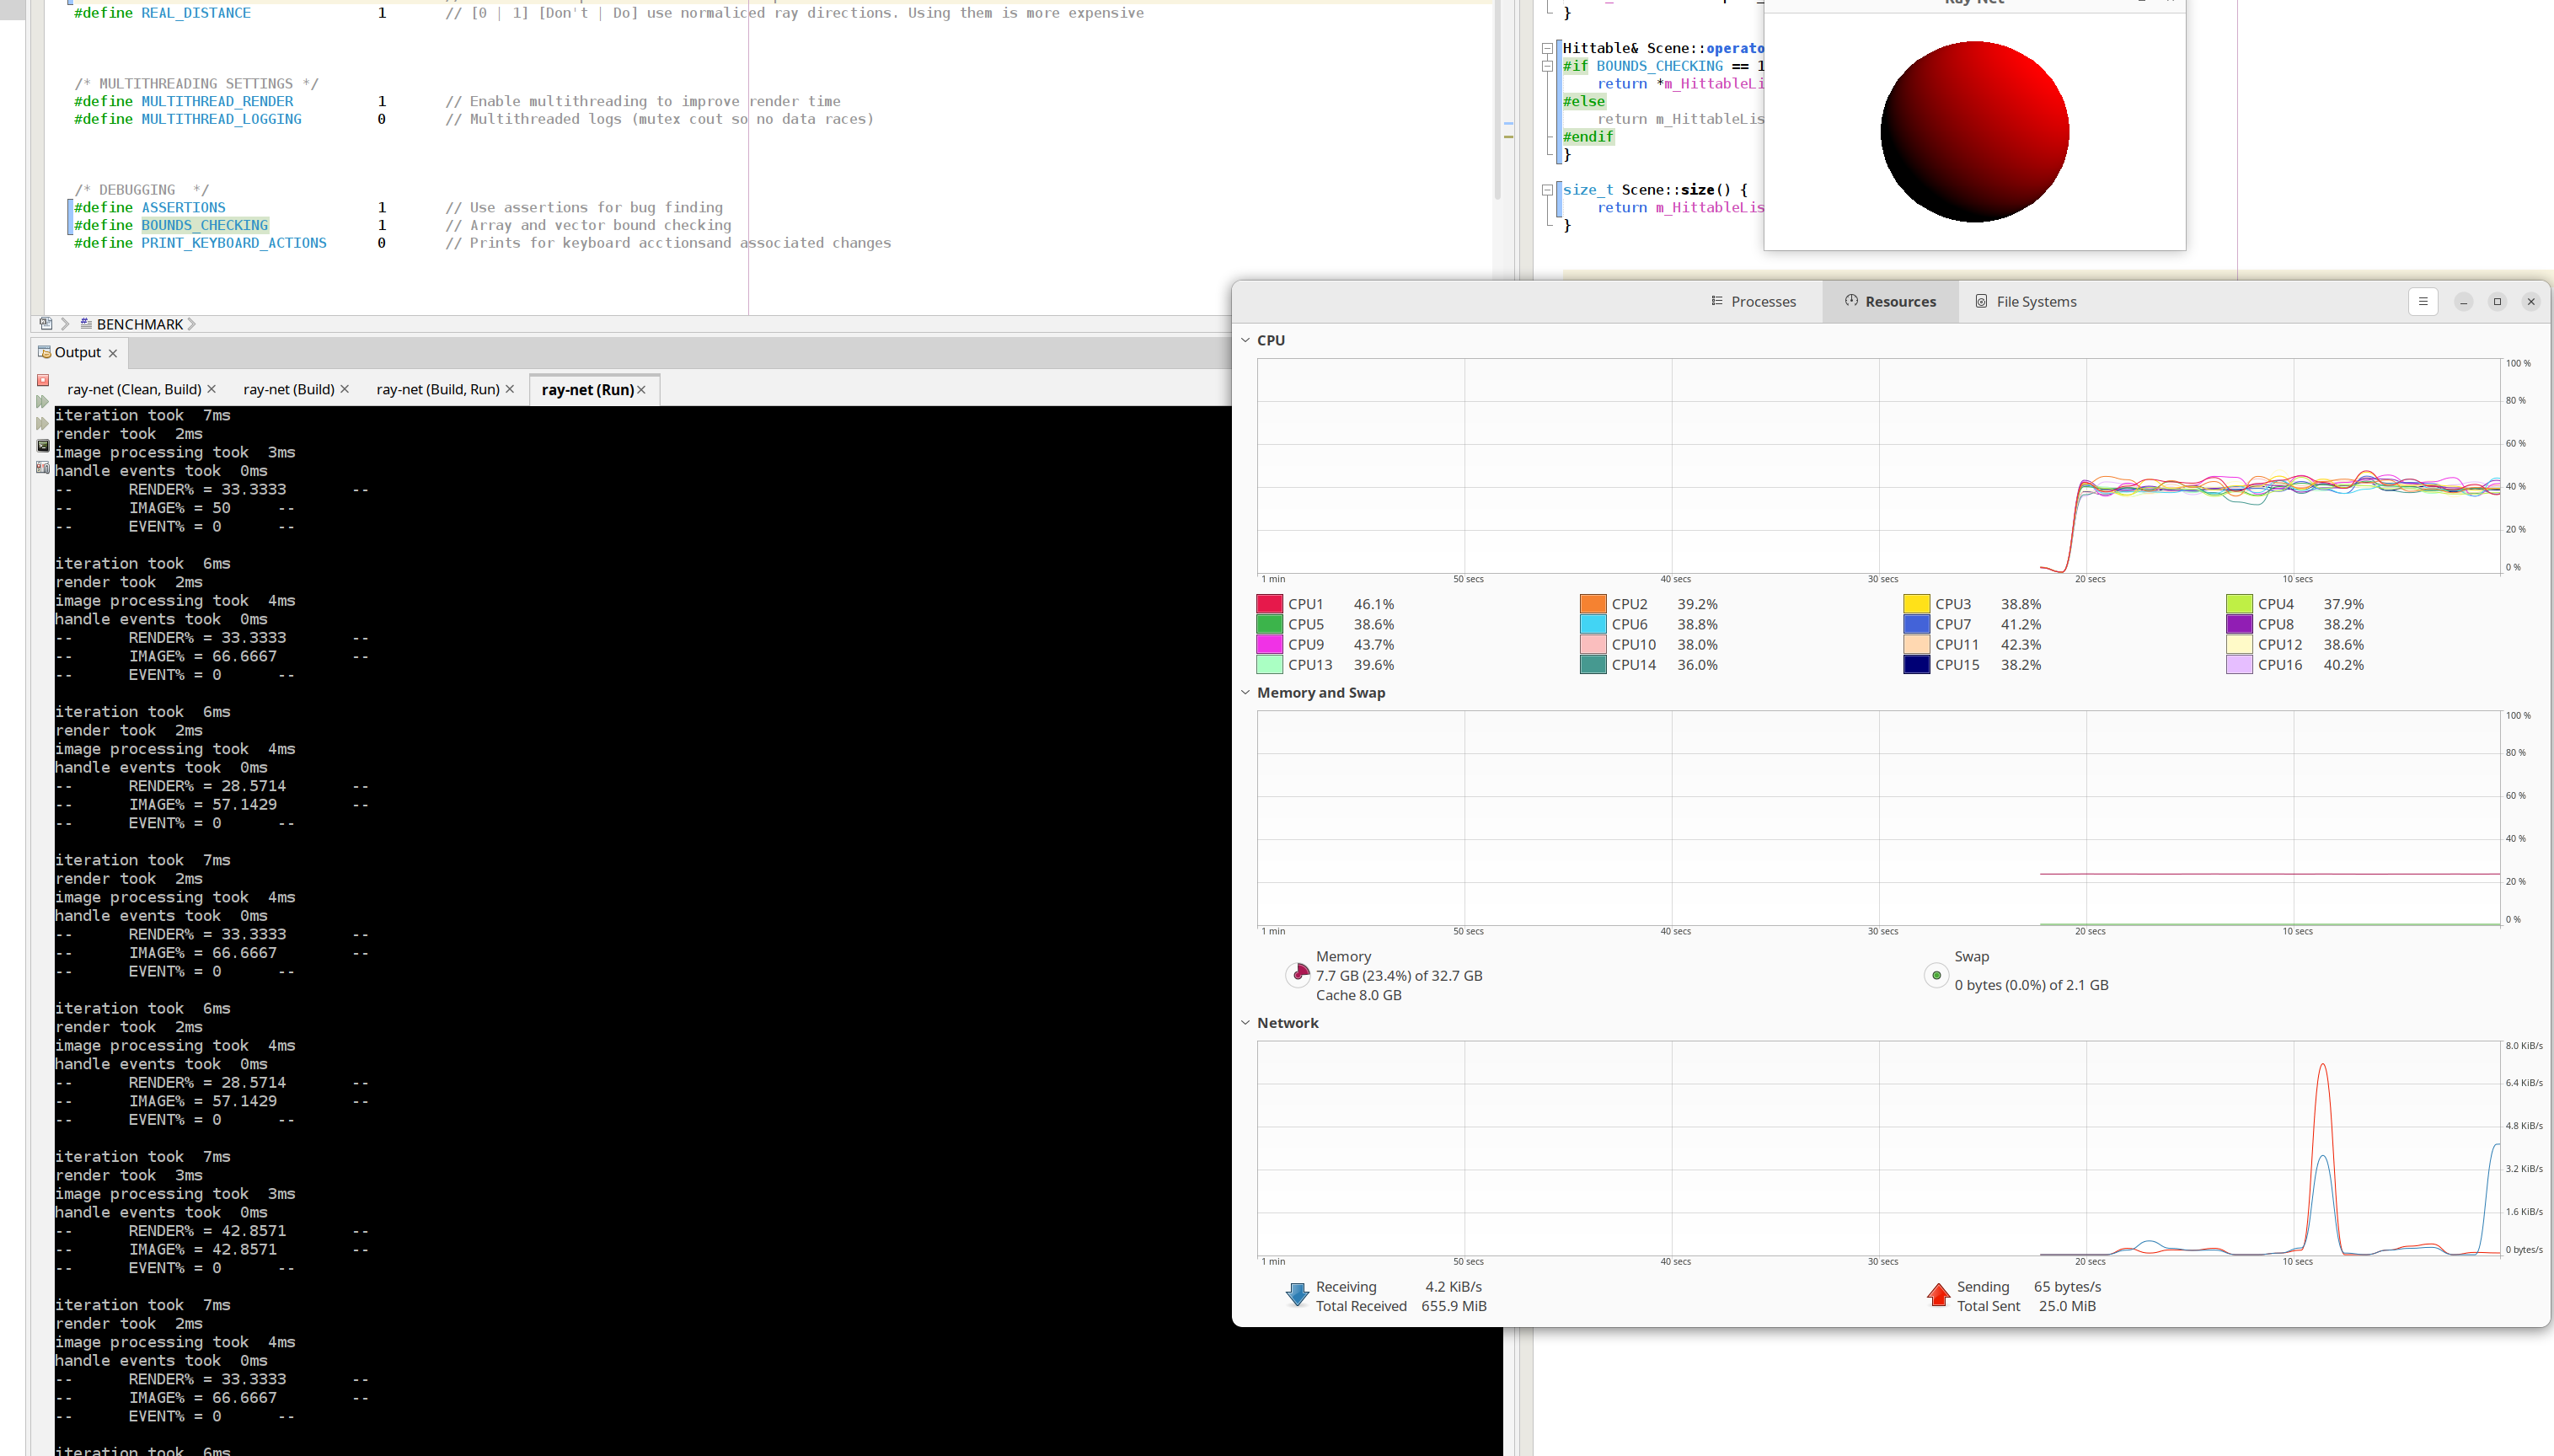 #define REAL_DISTANCE 1 // [0 | 1] [Don't | Do] use normaliced ray directions. Using them is more expensive
/* MULTITHREADING SETTINGS */
#define MULTITHREAD_RENDER 1 // Enable multithreading to improve render time
#define MULTITHREAD_LOGGING 0 // Multithreaded logs (mutex cout so no data races)
/* DEBUGGING */
#define ASSERTIONS 1 // Use assertions for bug finding
#define BOUNDS_CHECKING 1 // Array and vector bound checking
#define PRINT_KEYBOARD_ACTIONS 0 // Prints for keyboard acctionsand associated changes
BENCHMARK
}
Hittable& Scene::operato
#if BOUNDS_CHECKING == 1
return *m_HittableLi
#else
return m_HittableLis
#endif
}
size_t Scene::size() {
return m_HittableLis
}
Ray-Net
Output
ray-net (Clean, Build) ray-net (Build) ray-net (Build, Run) ray-net (Run)
iteration took 7ms
render took 2ms
image processing took 3ms
handle events took 0ms
-- RENDER% = 33.3333 --
-- IMAGE% = 50 --
-- EVENT% = 0 --
iteration took 6ms
render took 2ms
image processing took 4ms
handle events took 0ms
-- RENDER% = 33.3333 --
-- IMAGE% = 66.6667 --
-- EVENT% = 0 --
iteration took 6ms
render took 2ms
image processing took 4ms
handle events took 0ms
-- RENDER% = 28.5714 --
-- IMAGE% = 57.1429 --
-- EVENT% = 0 --
iteration took 7ms
render took 2ms
image processing took 4ms
handle events took 0ms
-- RENDER% = 33.3333 --
-- IMAGE% = 66.6667 --
-- EVENT% = 0 --
iteration took 6ms
render took 2ms
image processing took 4ms
handle events took 0ms
-- RENDER% = 28.5714 --
-- IMAGE% = 57.1429 --
-- EVENT% = 0 --
iteration took 7ms
render took 3ms
image processing took 3ms
handle events took 0ms
-- RENDER% = 42.8571 --
-- IMAGE% = 42.8571 --
-- EVENT% = 0 --
iteration took 7ms
render took 2ms
image processing took 4ms
handle events took 0ms
-- RENDER% = 33.3333 --
-- IMAGE% = 66.6667 --
-- EVENT% = 0 --
iteration took 6ms
Processes Resources File Systems
CPU
100 %
80 %
60 %
40 %
20 %
0 %
1 min 50 secs 40 secs 30 secs 20 secs 10 secs
CPU1 46.1% CPU2 39.2% CPU3 38.8% CPU4 37.9%
CPU5 38.6% CPU6 38.8% CPU7 41.2% CPU8 38.2%
CPU9 43.7% CPU10 38.0% CPU11 42.3% CPU12 38.6%
CPU13 39.6% CPU14 36.0% CPU15 38.2% CPU16 40.2%
Memory and Swap
100 %
80 %
60 %
40 %
20 %
0 %
1 min 50 secs 40 secs 30 secs 20 secs 10 secs
Memory
7.7 GB (23.4%) of 32.7 GB
Cache 8.0 GB
Swap
0 bytes (0.0%) of 2.1 GB
Network
8.0 KiB/s
6.4 KiB/s
4.8 KiB/s
3.2 KiB/s
1.6 KiB/s
0 bytes/s
1 min 50 secs 40 secs 30 secs 20 secs 10 secs
Receiving 4.2 KiB/s
Total Received 655.9 MiB
Sending 65 bytes/s
Total Sent 25.0 MiB